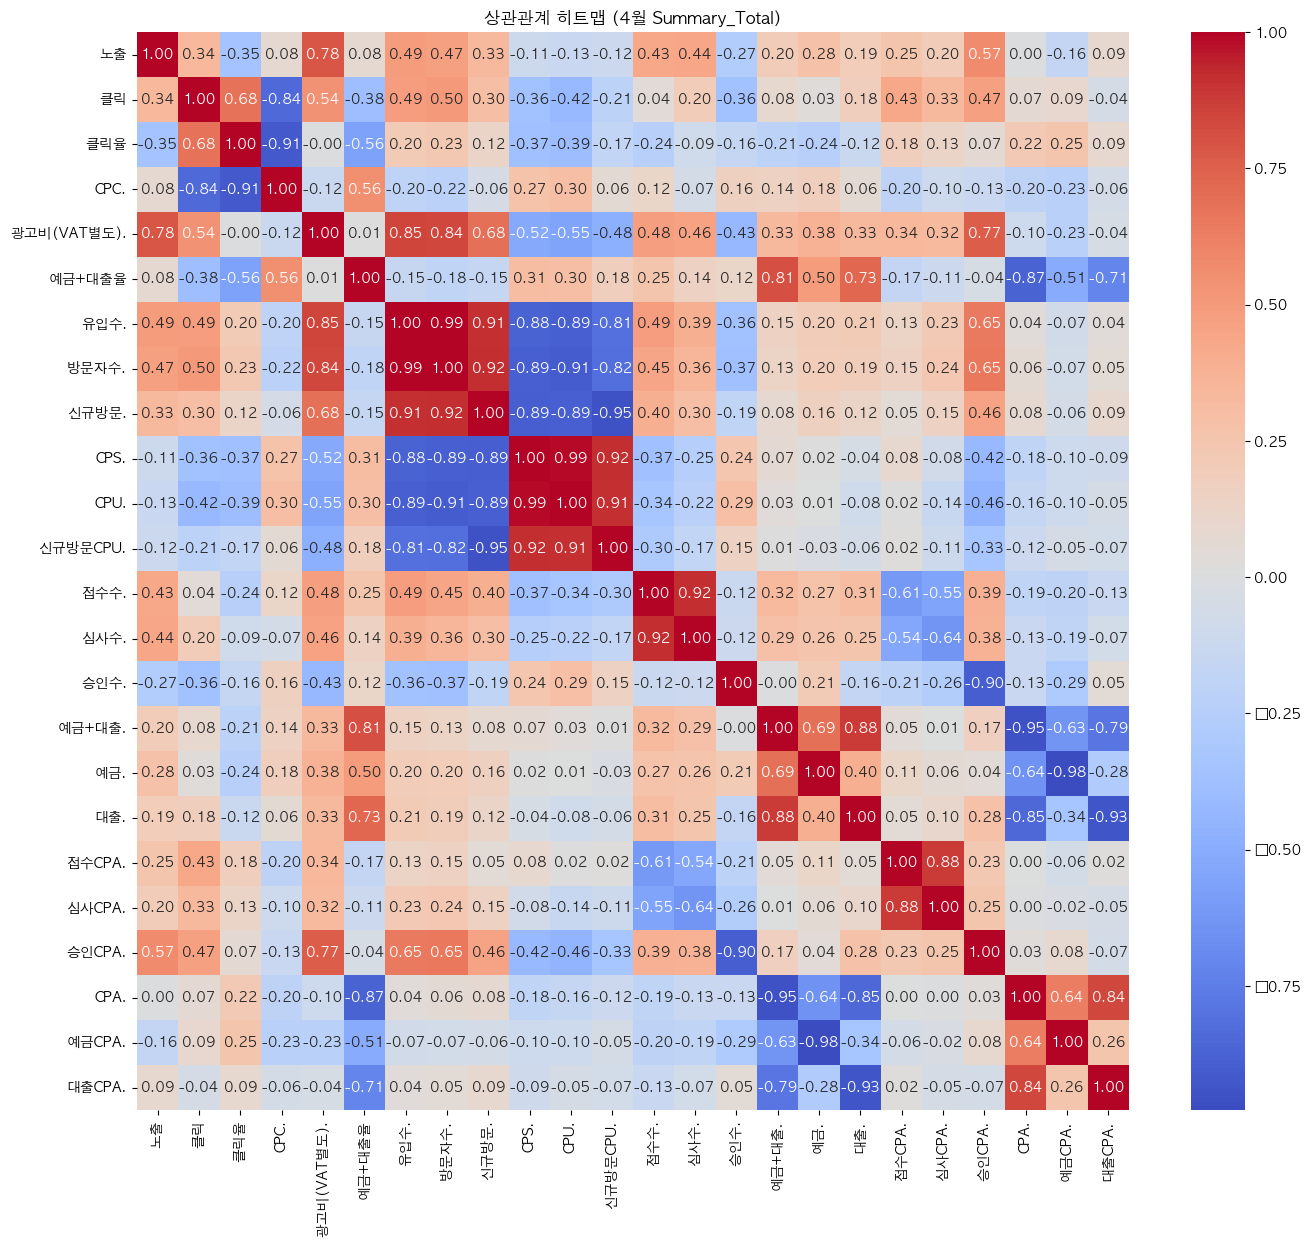 상관관계 히트맵 (4월 Summary_Total)
노출 1.00 0.34 -0.35 0.08 0.78 0.08 0.49 0.47 0.33 -0.11 -0.13 -0.12 0.43 0.44 -0.27 0.20 0.28 0.19 0.25 0.20 0.57 0.00 -0.16 0.09
클릭 0.34 1.00 0.68 -0.84 0.54 -0.38 0.49 0.50 0.30 -0.36 -0.42 -0.21 0.04 0.20 -0.36 0.08 0.03 0.18 0.43 0.33 0.47 0.07 0.09 -0.04
클릭율 -0.35 0.68 1.00 -0.91 -0.00 -0.56 0.20 0.23 0.12 -0.37 -0.39 -0.17 -0.24 -0.09 -0.16 -0.21 -0.24 -0.12 0.18 0.13 0.07 0.22 0.25 0.09
CPC. 0.08 -0.84 -0.91 1.00 -0.12 0.56 -0.20 -0.22 -0.06 0.27 0.30 0.06 0.12 -0.07 0.16 0.14 0.18 0.06 -0.20 -0.10 -0.13 -0.20 -0.23 -0.06
광고비(VAT별도). 0.78 0.54 -0.00 -0.12 1.00 0.01 0.85 0.84 0.68 -0.52 -0.55 -0.48 0.48 0.46 -0.43 0.33 0.38 0.33 0.34 0.32 0.77 -0.10 -0.23 -0.04
예금+대출율 0.08 -0.38 -0.56 0.56 0.01 1.00 -0.15 -0.18 -0.15 0.31 0.30 0.18 0.25 0.14 0.12 0.81 0.50 0.73 -0.17 -0.11 -0.04 -0.87 -0.51 -0.71
유입수. 0.49 0.49 0.20 -0.20 0.85 -0.15 1.00 0.99 0.91 -0.88 -0.89 -0.81 0.49 0.39 -0.36 0.15 0.20 0.21 0.13 0.23 0.65 0.04 -0.07 0.04
방문자수. 0.47 0.50 0.23 -0.22 0.84 -0.18 0.99 1.00 0.92 -0.89 -0.91 -0.82 0.45 0.36 -0.37 0.13 0.20 0.19 0.15 0.24 0.65 0.06 -0.07 0.05
신규방문. 0.33 0.30 0.12 -0.06 0.68 -0.15 0.91 0.92 1.00 -0.89 -0.89 -0.95 0.40 0.30 -0.19 0.08 0.16 0.12 0.05 0.15 0.46 0.08 -0.06 0.09
CPS. -0.11 -0.36 -0.37 0.27 -0.52 0.31 -0.88 -0.89 -0.89 1.00 0.99 0.92 -0.37 -0.25 0.24 0.07 0.02 -0.04 0.08 -0.08 -0.42 -0.18 -0.10 -0.09
CPU. -0.13 -0.42 -0.39 0.30 -0.55 0.30 -0.89 -0.91 -0.89 0.99 1.00 0.91 -0.34 -0.22 0.29 0.03 0.01 -0.08 0.02 -0.14 -0.46 -0.16 -0.10 -0.05
신규방문CPU. -0.12 -0.21 -0.17 0.06 -0.48 0.18 -0.81 -0.82 -0.95 0.92 0.91 1.00 -0.30 -0.17 0.15 0.01 -0.03 -0.06 0.02 -0.11 -0.33 -0.12 -0.05 -0.07
접수수. 0.43 0.04 -0.24 0.12 0.48 0.25 0.49 0.45 0.40 -0.37 -0.34 -0.30 1.00 0.92 -0.12 0.32 0.27 0.31 -0.61 -0.55 0.39 -0.19 -0.20 -0.13
심사수. 0.44 0.20 -0.09 -0.07 0.46 0.14 0.39 0.36 0.30 -0.25 -0.22 -0.17 0.92 1.00 -0.12 0.29 0.26 0.25 -0.54 -0.64 0.38 -0.13 -0.19 -0.07
승인수. -0.27 -0.36 -0.16 0.16 -0.43 0.12 -0.36 -0.37 -0.19 0.24 0.29 0.15 -0.12 -0.12 1.00 -0.00 0.21 -0.16 -0.21 -0.26 -0.90 -0.13 -0.29 0.05
예금+대출. 0.20 0.08 -0.21 0.14 0.33 0.81 0.15 0.13 0.08 0.07 0.03 0.01 0.32 0.29 -0.00 1.00 0.69 0.88 0.05 0.01 0.17 -0.95 -0.63 -0.79
예금. 0.28 0.03 -0.24 0.18 0.38 0.50 0.20 0.20 0.16 0.02 0.01 -0.03 0.27 0.26 0.21 0.69 1.00 0.40 0.11 0.06 0.04 -0.64 -0.98 -0.28
대출. 0.19 0.18 -0.12 0.06 0.33 0.73 0.21 0.19 0.12 -0.04 -0.08 -0.06 0.31 0.25 -0.16 0.88 0.40 1.00 0.05 0.10 0.28 -0.85 -0.34 -0.93
접수CPA. 0.25 0.43 0.18 -0.20 0.34 -0.17 0.13 0.15 0.05 0.08 0.02 0.02 -0.61 -0.54 -0.21 0.05 0.11 0.05 1.00 0.88 0.23 0.00 -0.06 0.02
심사CPA. 0.20 0.33 0.13 -0.10 0.32 -0.11 0.23 0.24 0.15 -0.08 -0.14 -0.11 -0.55 -0.64 -0.26 0.01 0.06 0.10 0.88 1.00 0.25 0.00 -0.02 -0.05
승인CPA. 0.57 0.47 0.07 -0.13 0.77 -0.04 0.65 0.65 0.46 -0.42 -0.46 -0.33 0.39 0.38 -0.90 0.17 0.04 0.28 0.23 0.25 1.00 0.03 0.08 -0.07
CPA. 0.00 0.07 0.22 -0.20 -0.10 -0.87 0.04 0.06 0.08 -0.18 -0.16 -0.12 -0.19 -0.13 -0.13 -0.95 -0.64 -0.85 0.00 0.00 0.03 1.00 0.64 0.84
예금CPA. -0.16 0.09 0.25 -0.23 -0.23 -0.51 -0.07 -0.07 -0.06 -0.10 -0.10 -0.05 -0.20 -0.19 -0.29 -0.63 -0.98 -0.34 -0.06 -0.02 0.08 0.64 1.00 0.26
대출CPA. 0.09 -0.04 0.09 -0.06 -0.04 -0.71 0.04 0.05 0.09 -0.09 -0.05 -0.07 -0.13 -0.07 0.05 -0.79 -0.28 -0.93 0.02 -0.05 -0.07 0.84 0.26 1.00
노출 클릭 클릭율 CPC. 광고비(VAT별도). 예금+대출율 유입수. 방문자수. 신규방문. CPS. CPU. 신규방문CPU. 접수수. 심사수. 승인수. 예금+대출. 예금. 대출. 접수CPA. 심사CPA. 승인CPA. CPA. 예금CPA. 대출CPA.
1.00
0.75
0.50
0.25
0.00
□0.25
□0.50
□0.75